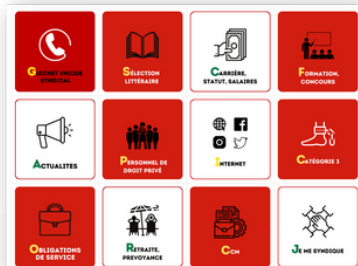 GUICHET UNIQUE
SYNDICAL
SÉLECTION
LITTÉRAIRE
CARRIÈRE,
STATUT, SALAIRES
FORMATION,
CONCOURS
ACTUALITES
PERSONNEL DE
DROIT PRIVÉ
INTERNET
CATÉGORIE 3
OBLIGATIONS
DE SERVICE
RETRAITE,
PREVOYANCE
CCM
JE ME SYNDIQUE